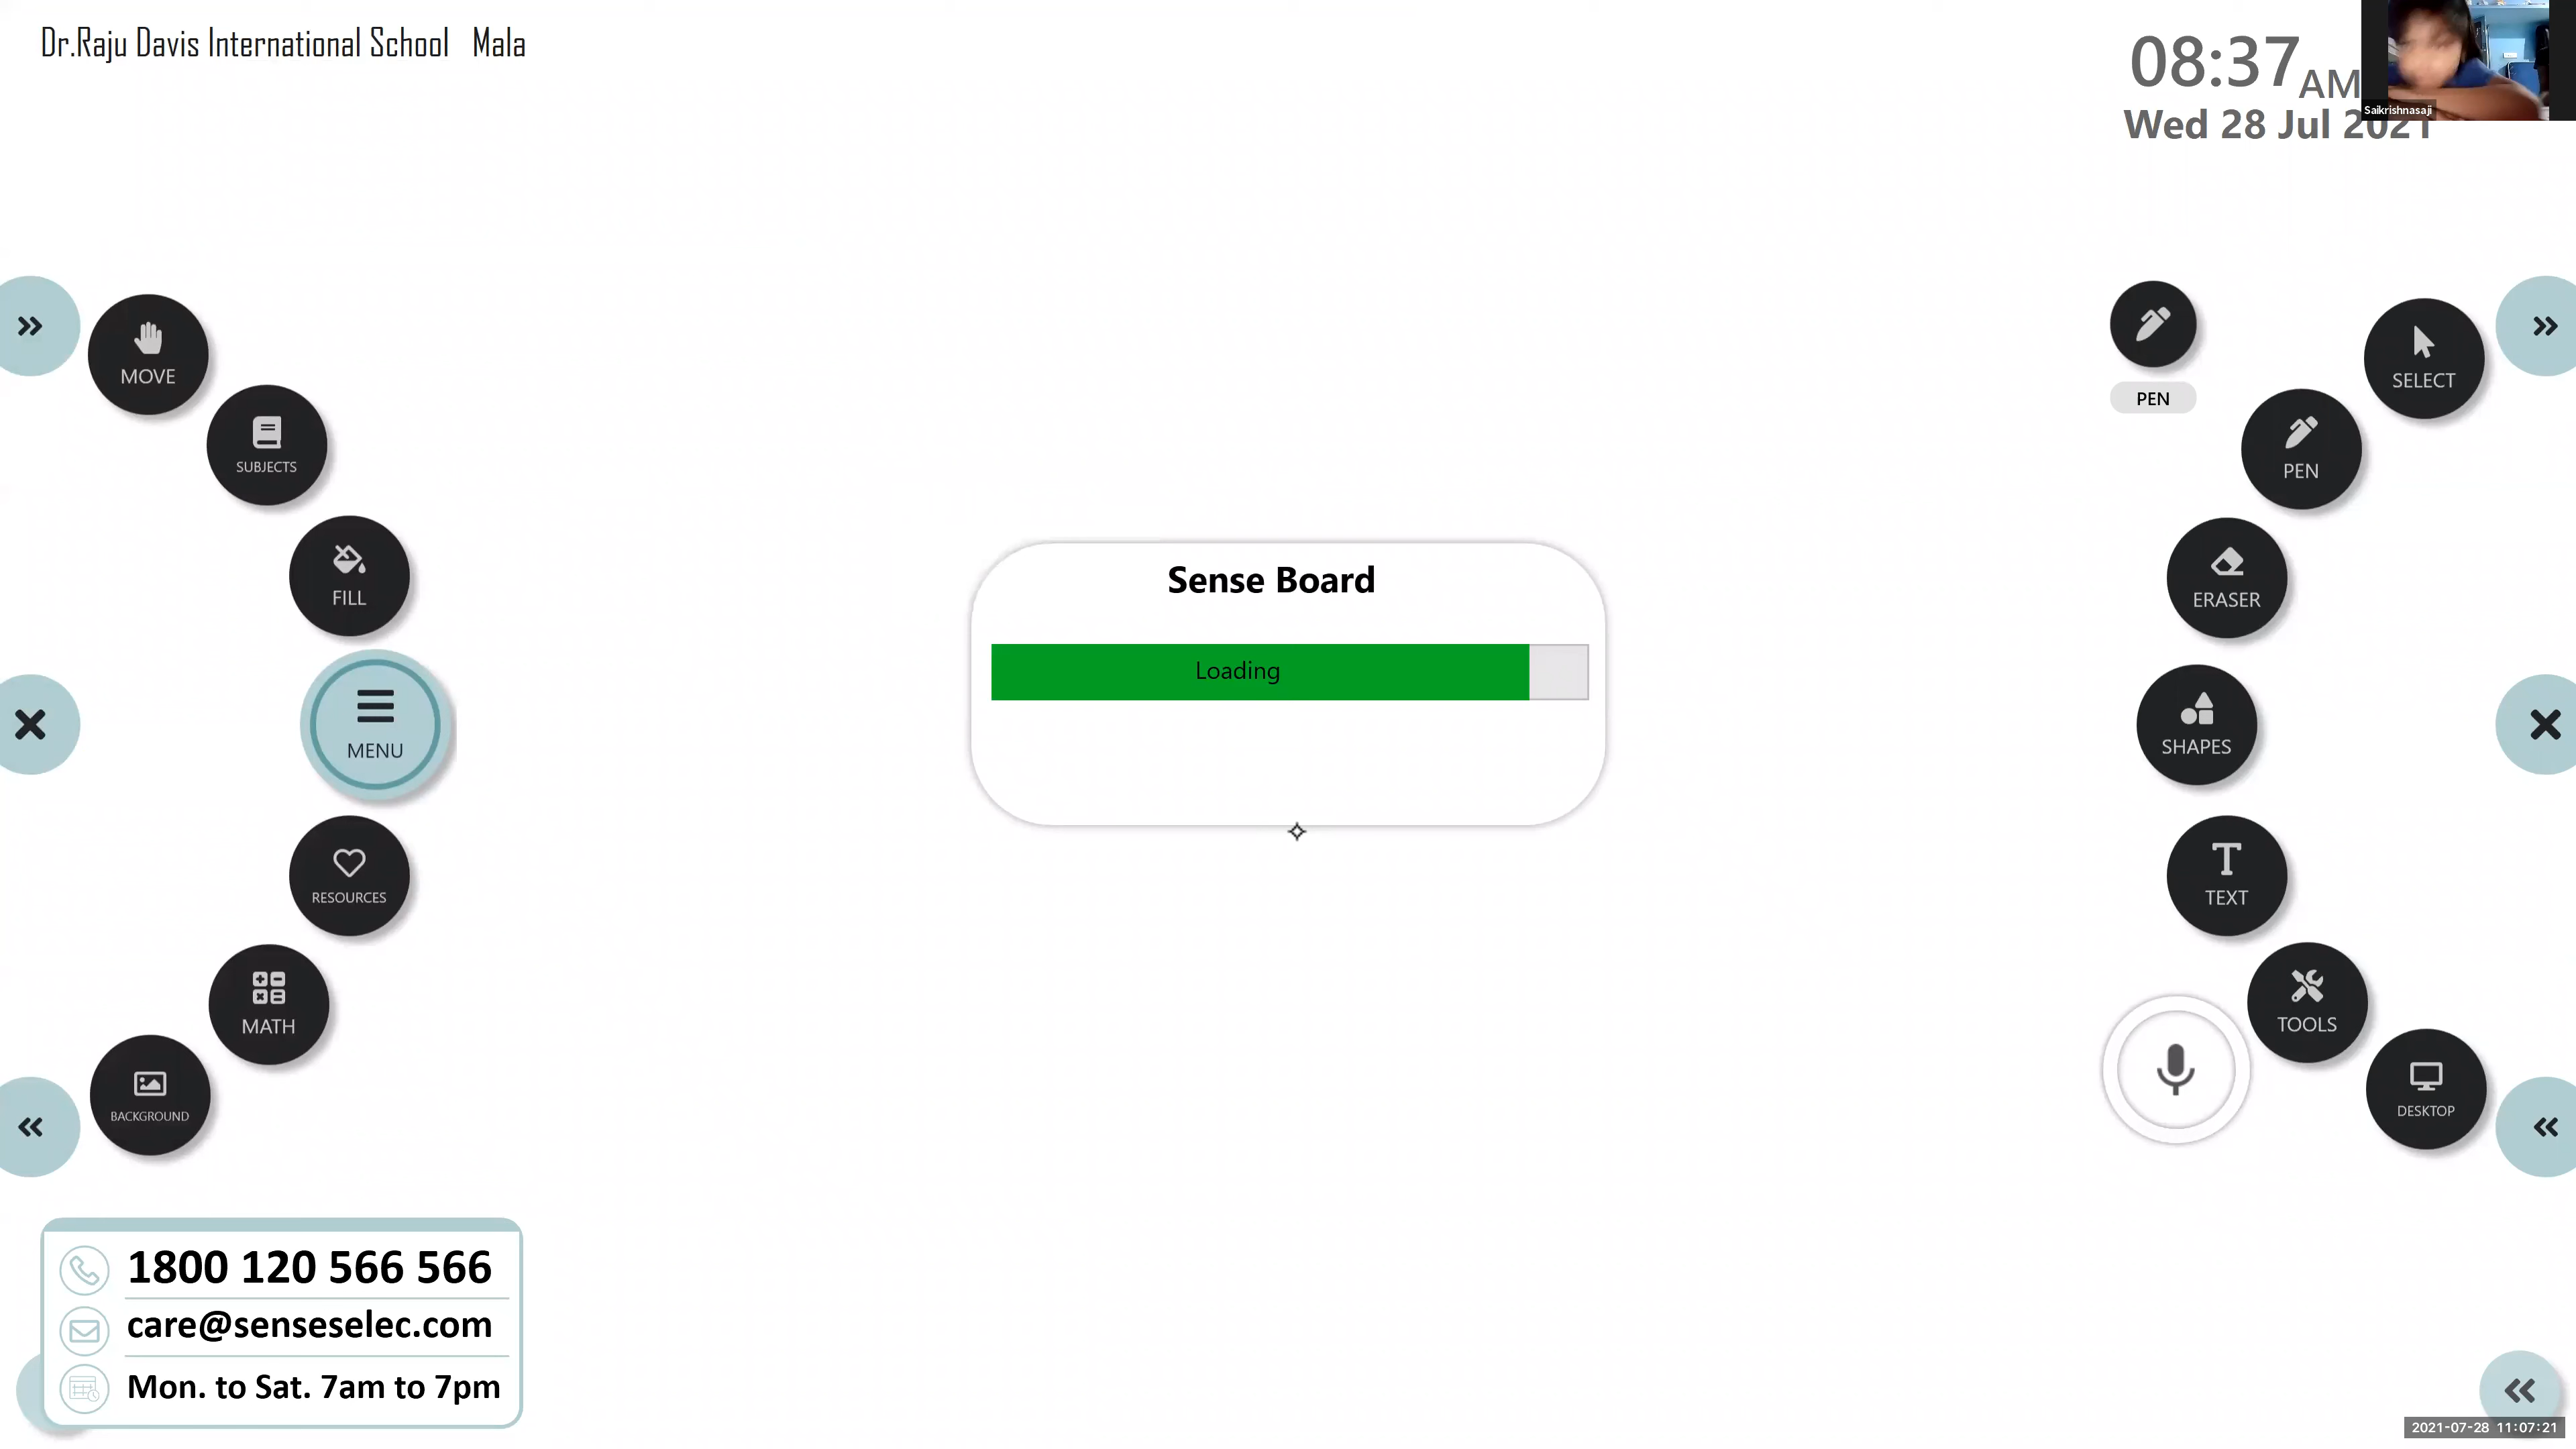 Dr.Raju Davis International School Mala
08:37 AM
Wed 28 Jul 2021
Saikrishnasaji
MOVE
SUBJECTS
FILL
MENU
RESOURCES
MATH
BACKGROUND
Sense Board
Loading
PEN
SELECT
PEN
ERASER
SHAPES
TEXT
TOOLS
DESKTOP
1800 120 566 566
care@senseselec.com
Mon. to Sat. 7am to 7pm
2021-07-28 11:07:21